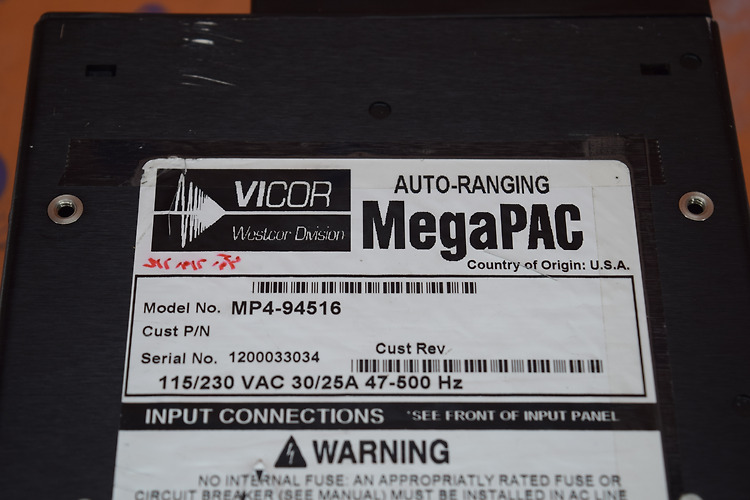 VICOR
Westcor Division
AUTO-RANGING
MegaPAC
Country of Origin: U.S.A.
Model No. MP4-94516
Cust P/N
Serial No. 1200033034
Cust Rev
115/230 VAC 30/25A 47-500 Hz
INPUT CONNECTIONS *SEE FRONT OF INPUT PANEL
WARNING
NO INTERNAL FUSE: AN APPROPRIATLY RATED FUSE OR
CIRCUIT BREAKER (SEE MANUAL) MUST BE INSTALLED IN AC LINE